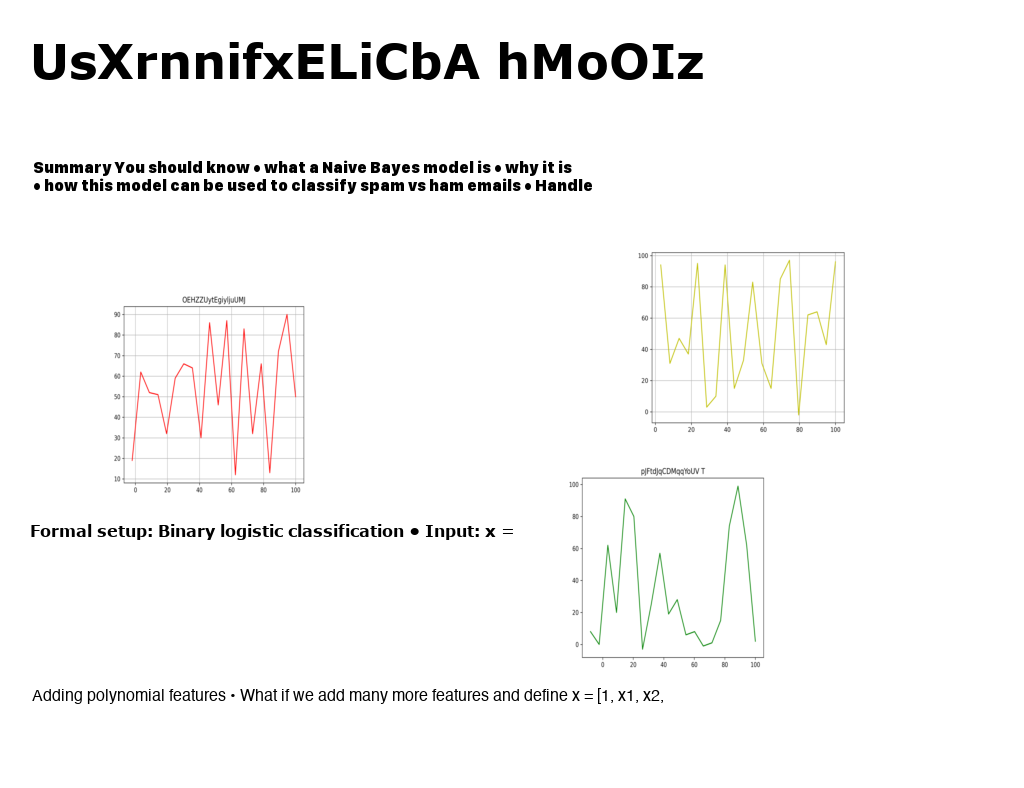 UsXrnnifxELiCbA hMoOIz
Summary You should know • what a Naive Bayes model is • why it is
• how this model can be used to classify spam vs ham emails • Handle
100
80
60
40
20
0
0 20 40 60 80 100
OEHZZUytEgiyIjuUMJ
90
80
70
60
50
40
30
20
10
0 20 40 60 80 100
pJFtdJqCDMqqYoUV T
100
80
60
40
20
0
0 20 40 60 80 100
Formal setup: Binary logistic classification • Input: x =
Adding polynomial features • What if we add many more features and define x = [1, x1, x2,